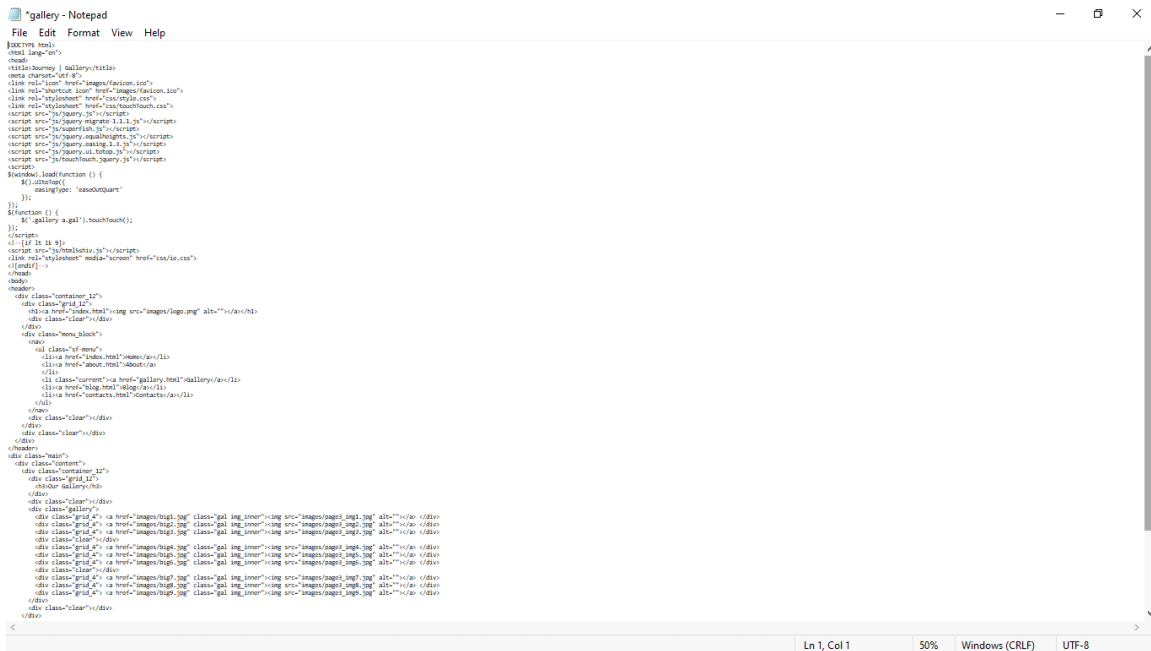 *gallery - Notepad
File Edit Format View Help
!DOCTYPE html>
<html lang="en">
<head>
<title>Journey | Gallery</title>
<meta charset="utf-8">
<link rel="icon" href="images/favicon.ico">
<link rel="shortcut icon" href="images/favicon.ico">
<link rel="stylesheet" href="css/style.css">
<link rel="stylesheet" href="css/touchTouch.css">
<script src="js/jquery.js"></script>
<script src="js/jquery-migrate-1.1.1.js"></script>
<script src="js/superfish.js"></script>
<script src="js/jquery.equalheights.js"></script>
<script src="js/jquery.easing.1.3.js"></script>
<script src="js/jquery.ui.totop.js"></script>
<script src="js/touchTouch.jquery.js"></script>
<script>
$(window).load(function () {
    $().UItoTop({
        easingType: 'easeOutQuart'
    });
});
$(function () {
    $('.gallery a.gal').touchTouch();
});
</script>
<!--[if lt IE 9]>
<script src="js/html5shiv.js"></script>
<link rel="stylesheet" media="screen" href="css/ie.css">
<![endif]-->
</head>
<body>
<header>
  <div class="container_12">
    <div class="grid_12">
      <h1><a href="index.html"><img src="images/logo.png" alt=""></a></h1>
      <div class="clear"></div>
    </div>
    <div class="menu_block">
      <nav>
        <ul class="sf-menu">
          <li><a href="index.html">Home</a></li>
          <li><a href="about.html">About</a>
          </li>
          <li class="current"><a href="gallery.html">Gallery</a></li>
          <li><a href="blog.html">Blog</a></li>
          <li><a href="contacts.html">Contacts</a></li>
        </ul>
      </nav>
      <div class="clear"></div>
    </div>
    <div class="clear"></div>
  </div>
</header>
<div class="main">
  <div class="content">
    <div class="container_12">
      <div class="grid_12">
        <h3>Our Gallery</h3>
      </div>
      <div class="clear"></div>
      <div class="gallery">
        <div class="grid_4"> <a href="images/big1.jpg" class="gal img_inner"><img src="images/page3_img1.jpg" alt=""></a> </div>
        <div class="grid_4"> <a href="images/big2.jpg" class="gal img_inner"><img src="images/page3_img2.jpg" alt=""></a> </div>
        <div class="grid_4"> <a href="images/big3.jpg" class="gal img_inner"><img src="images/page3_img3.jpg" alt=""></a> </div>
        <div class="clear"></div>
        <div class="grid_4"> <a href="images/big4.jpg" class="gal img_inner"><img src="images/page3_img4.jpg" alt=""></a> </div>
        <div class="grid_4"> <a href="images/big5.jpg" class="gal img_inner"><img src="images/page3_img5.jpg" alt=""></a> </div>
        <div class="grid_4"> <a href="images/big6.jpg" class="gal img_inner"><img src="images/page3_img6.jpg" alt=""></a> </div>
        <div class="clear"></div>
        <div class="grid_4"> <a href="images/big7.jpg" class="gal img_inner"><img src="images/page3_img7.jpg" alt=""></a> </div>
        <div class="grid_4"> <a href="images/big8.jpg" class="gal img_inner"><img src="images/page3_img8.jpg" alt=""></a> </div>
        <div class="grid_4"> <a href="images/big9.jpg" class="gal img_inner"><img src="images/page3_img9.jpg" alt=""></a> </div>
      </div>
      <div class="clear"></div>
    </div>
Ln 1, Col 1 50% Windows (CRLF) UTF-8